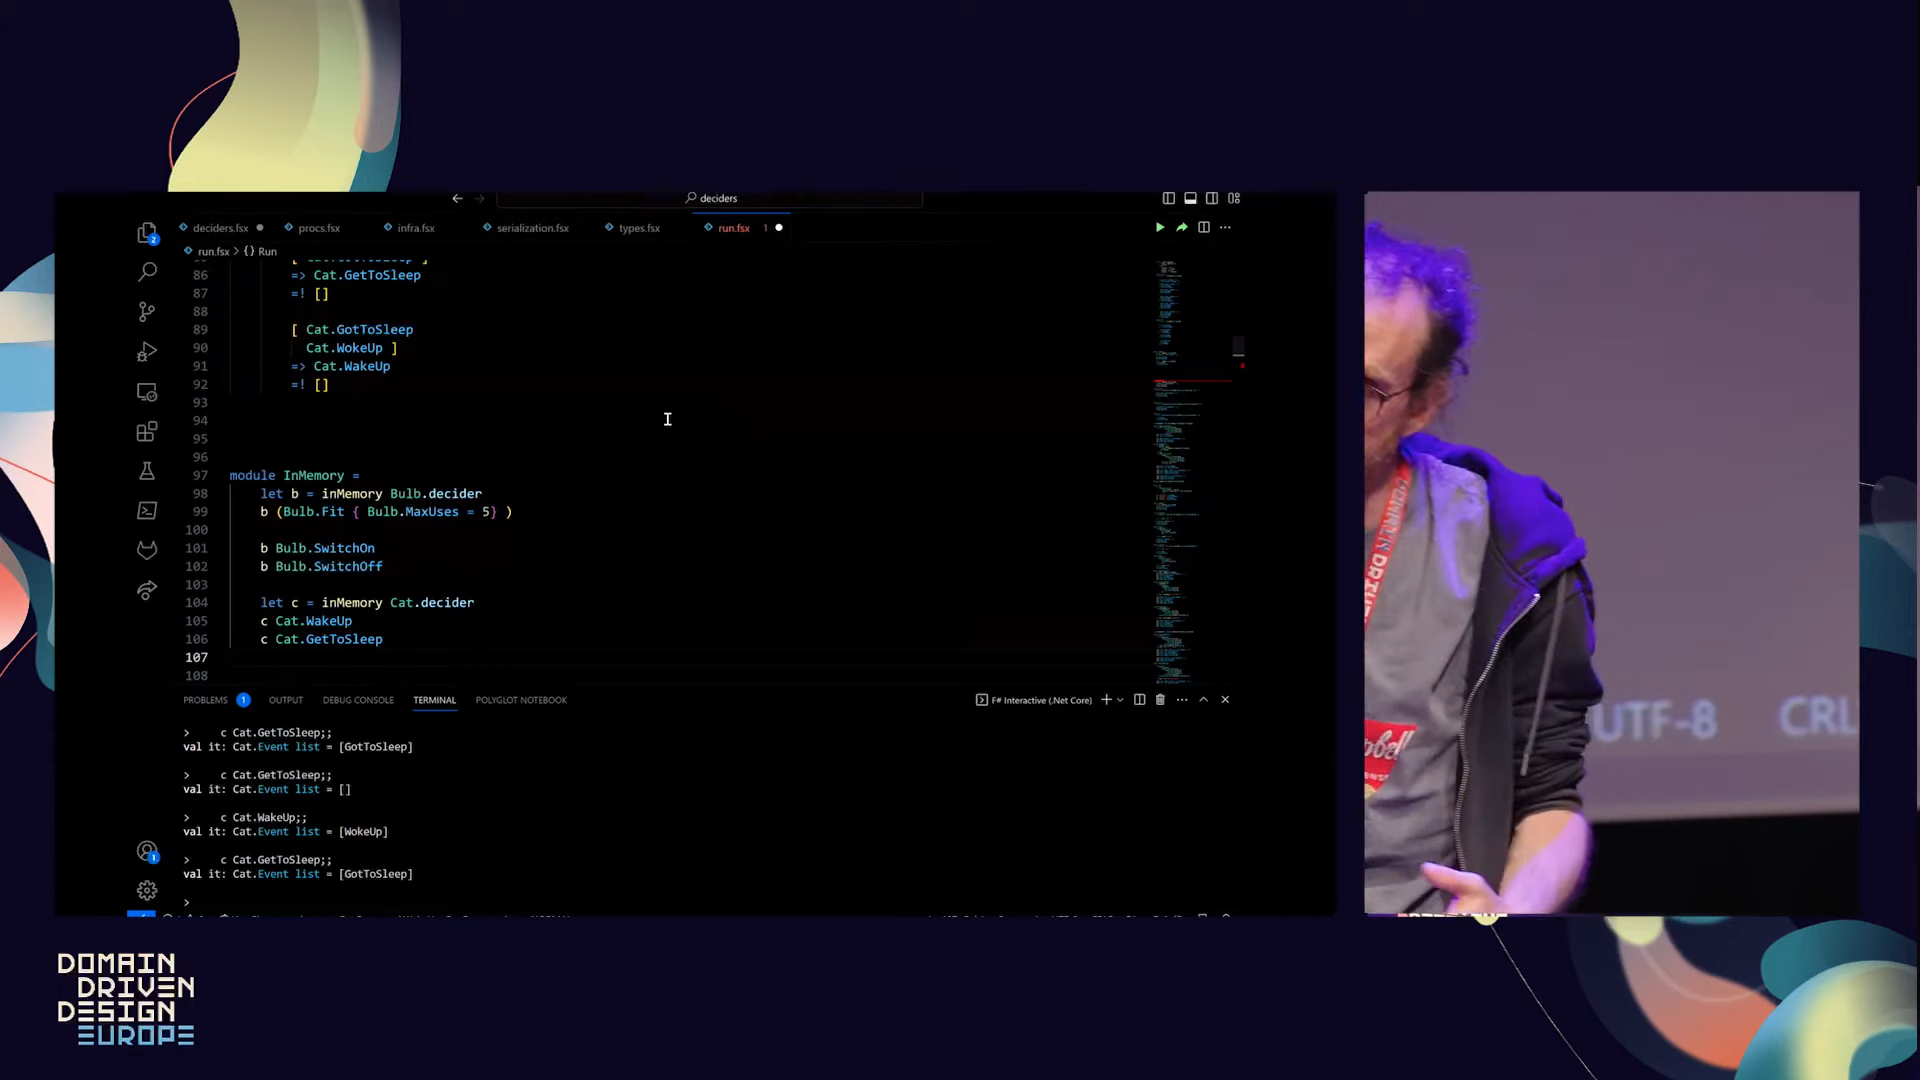 deciders
2
deciders.fsx
procs.fsx
infra.fsx
serialization.fsx
types.fsx
run.fsx 1
run.fsx > {} Run
86 => Cat.GetToSleep
87 =! []
88
89 [ Cat.GotToSleep
90 Cat.WokeUp ]
91 => Cat.WakeUp
92 =! []
93
94
95
96
97 module InMemory =
98 let b = inMemory Bulb.decider
99 b (Bulb.Fit { Bulb.MaxUses = 5} )
100
101 b Bulb.SwitchOn
102 b Bulb.SwitchOff
103
104 let c = inMemory Cat.decider
105 c Cat.WakeUp
106 c Cat.GetToSleep
107
108
PROBLEMS 1 OUTPUT DEBUG CONSOLE TERMINAL POLYGLOT NOTEBOOK
F# Interactive (.Net Core)
> c Cat.GetToSleep;;
val it: Cat.Event list = [GotToSleep]
> c Cat.GetToSleep;;
val it: Cat.Event list = []
> c Cat.WakeUp;;
val it: Cat.Event list = [WokeUp]
> c Cat.GetToSleep;;
val it: Cat.Event list = [GotToSleep]
>
1
UTF-8 CRL
DOMAIN
DRIVEN
DESIGN
EUROPE